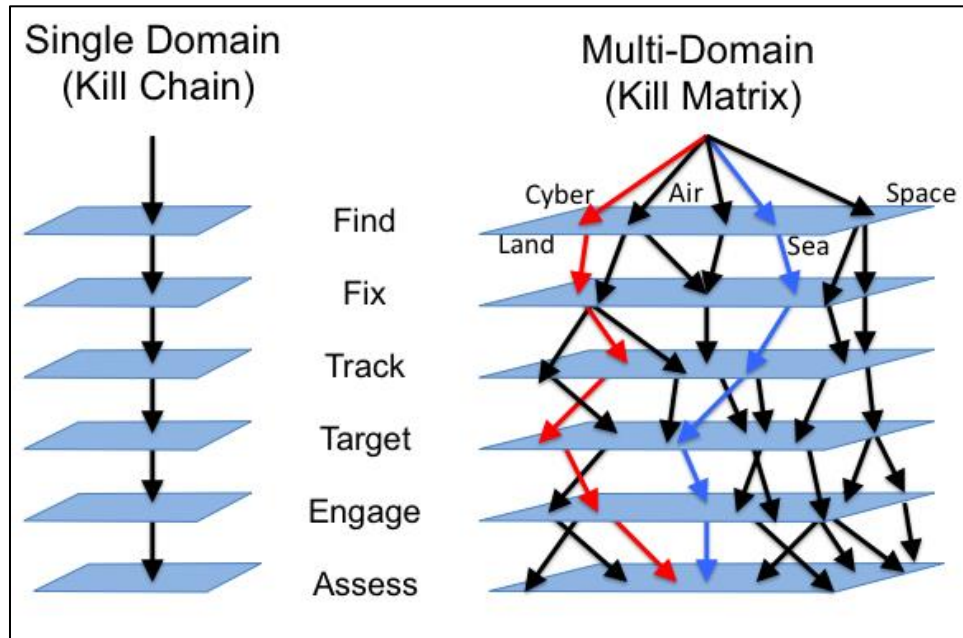 Single Domain
(Kill Chain)
Multi-Domain
(Kill Matrix)
Cyber
Air
Space
Find
Land
Sea
Fix
Track
Target
Engage
Assess